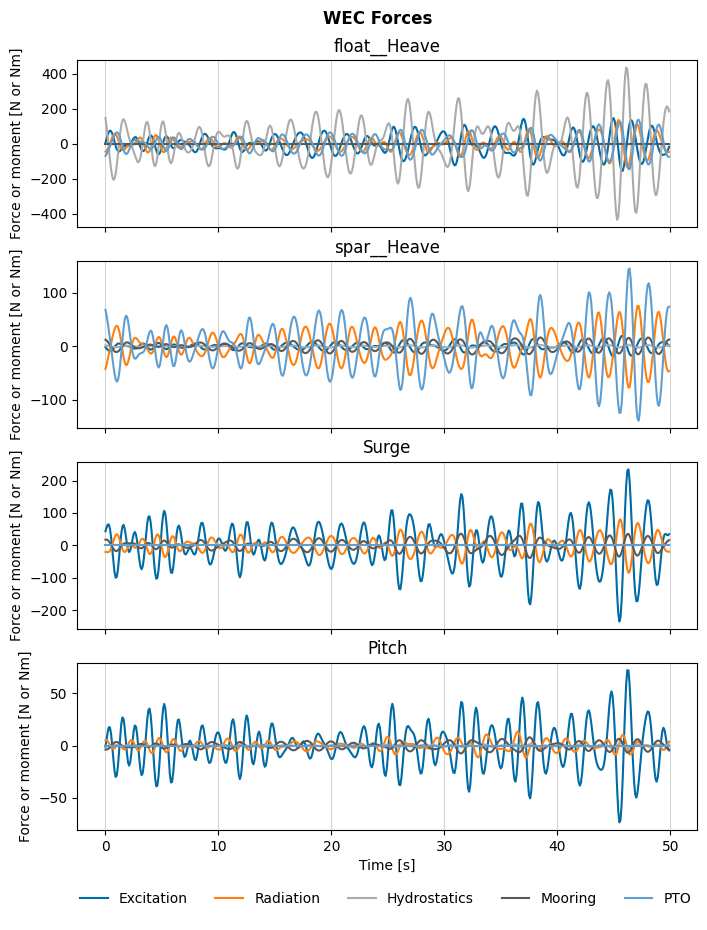 WEC Forces
float__Heave
Force or moment [N or Nm]
400
200
0
−200
−400
spar__Heave
Force or moment [N or Nm]
100
0
−100
Surge
Force or moment [N or Nm]
200
100
0
−100
−200
Pitch
Force or moment [N or Nm]
50
0
−50
0 10 20 30 40 50
Time [s]
Excitation Radiation Hydrostatics Mooring PTO